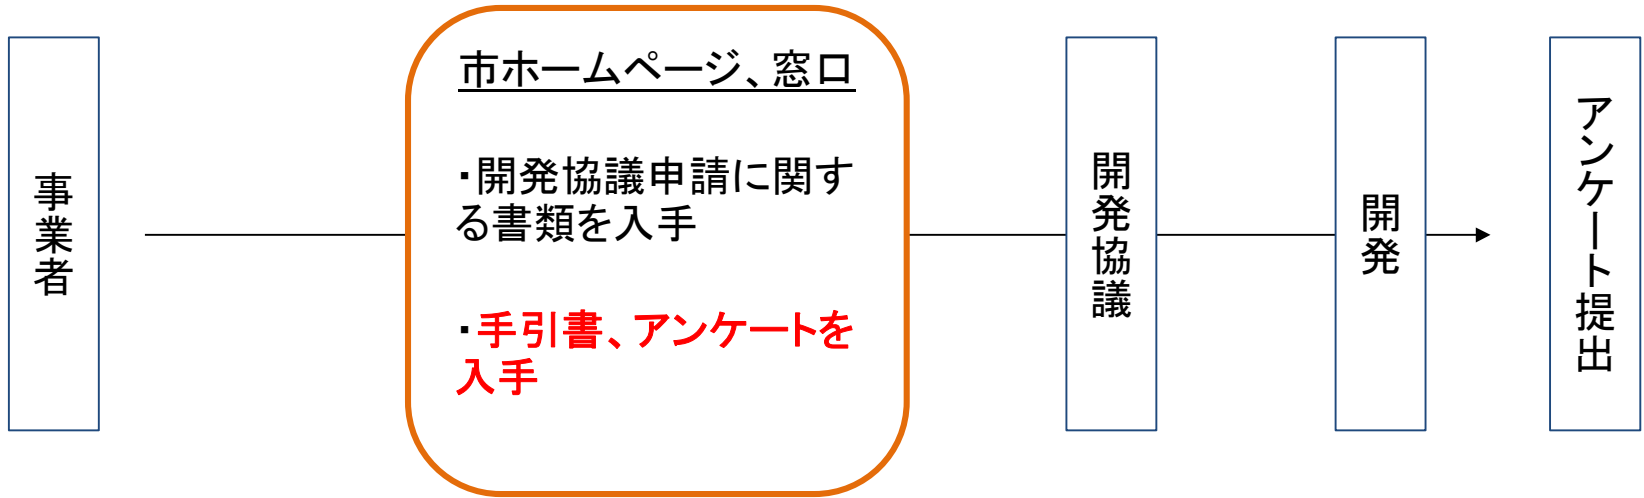 事業者
市ホームページ、窓口
・開発協議申請に関す
る書類を入手
・手引書、アンケートを
入手
開発協議
開発
アンケート提出